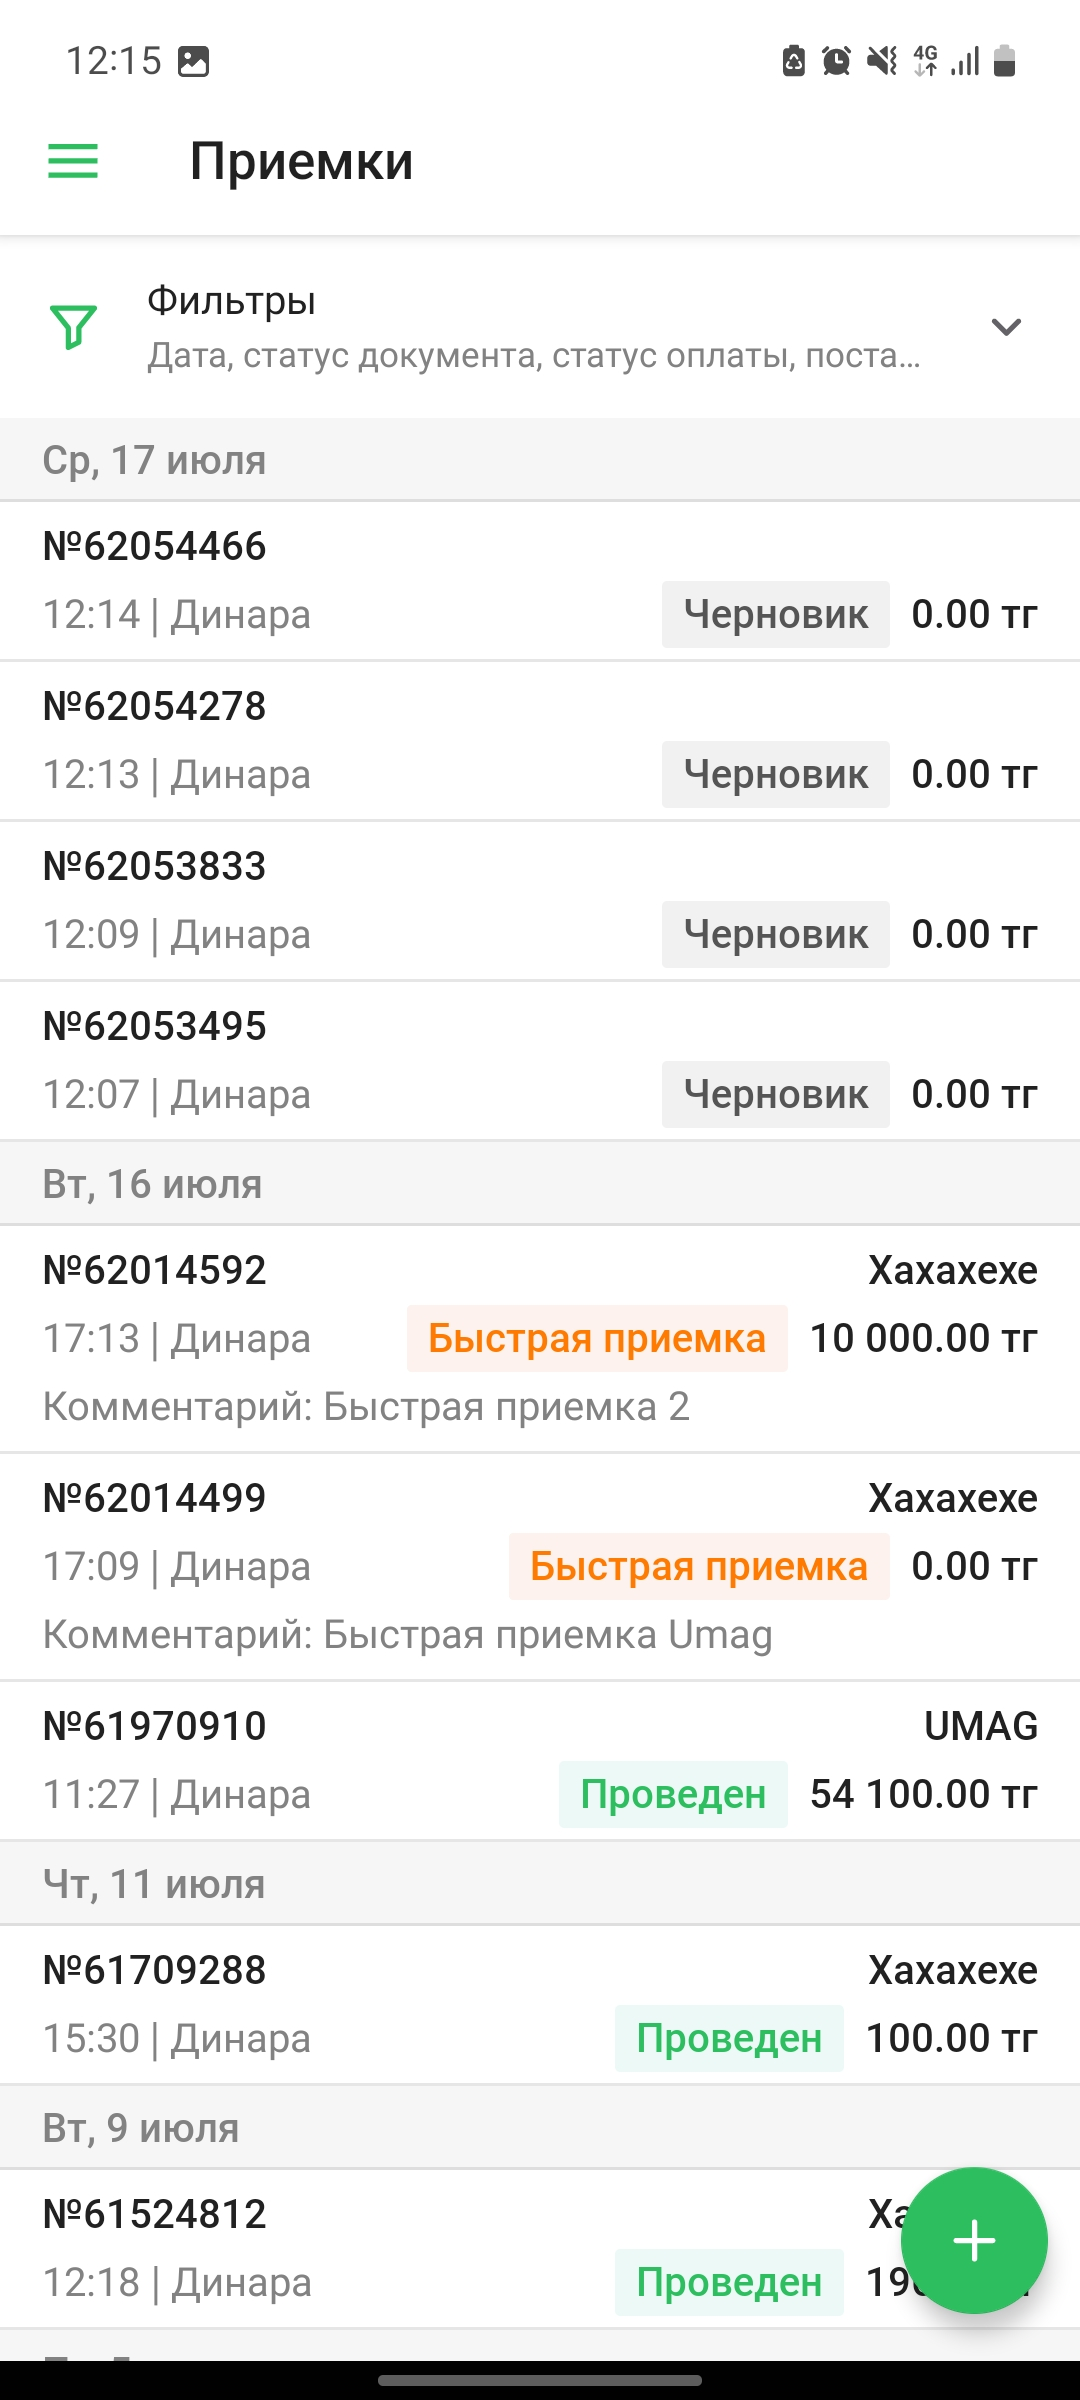 12:15
4G
Приемки
Фильтры
Дата, статус документа, статус оплаты, поста...
Ср, 17 июля
№62054466
12:14 | Динара Черновик 0.00 тг
№62054278
12:13 | Динара Черновик 0.00 тг
№62053833
12:09 | Динара Черновик 0.00 тг
№62053495
12:07 | Динара Черновик 0.00 тг
Вт, 16 июля
№62014592 Хахахехе
17:13 | Динара Быстрая приемка 10 000.00 тг
Комментарий: Быстрая приемка 2
№62014499 Хахахехе
17:09 | Динара Быстрая приемка 0.00 тг
Комментарий: Быстрая приемка Umag
№61970910 UMAG
11:27 | Динара Проведен 54 100.00 тг
Чт, 11 июля
№61709288 Хахахехе
15:30 | Динара Проведен 100.00 тг
Вт, 9 июля
№61524812
12:18 | Динара Проведен